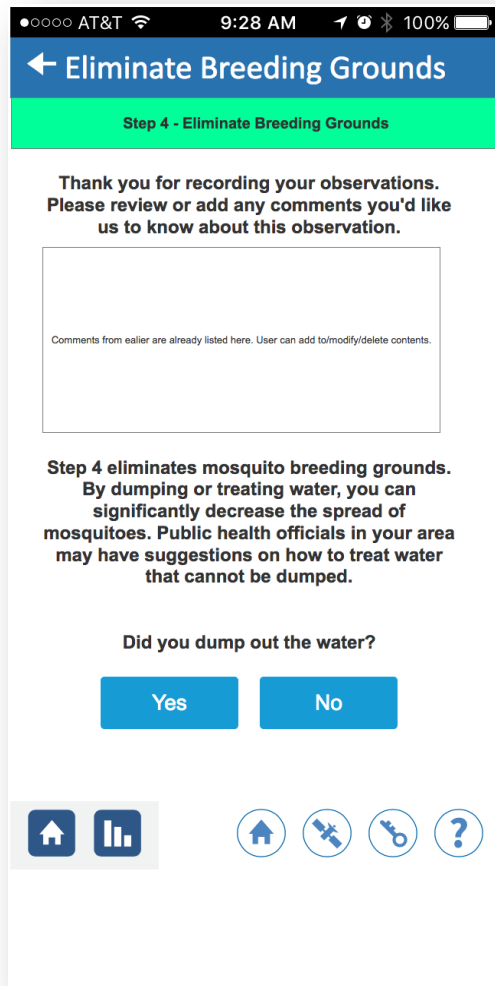 AT&T 9:28 AM 100%
Eliminate Breeding Grounds
Step 4 - Eliminate Breeding Grounds
Thank you for recording your observations.
Please review or add any comments you'd like
us to know about this observation.
Comments from ealier are already listed here. User can add to/modify/delete contents.
Step 4 eliminates mosquito breeding grounds.
By dumping or treating water, you can
significantly decrease the spread of
mosquitoes. Public health officials in your area
may have suggestions on how to treat water
that cannot be dumped.
Did you dump out the water?
Yes No
?